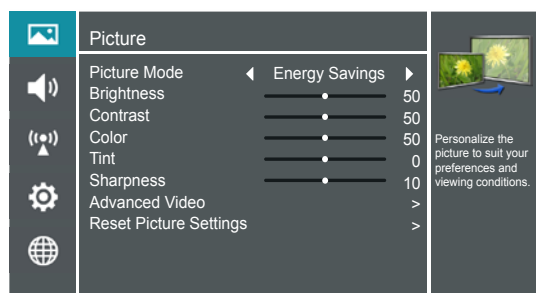 Picture
Picture Mode Energy Savings
Brightness 50
Contrast 50
Color 50
Tint 0
Sharpness 10
Advanced Video >
Reset Picture Settings >
Personalize the
picture to suit your
preferences and
viewing conditions.